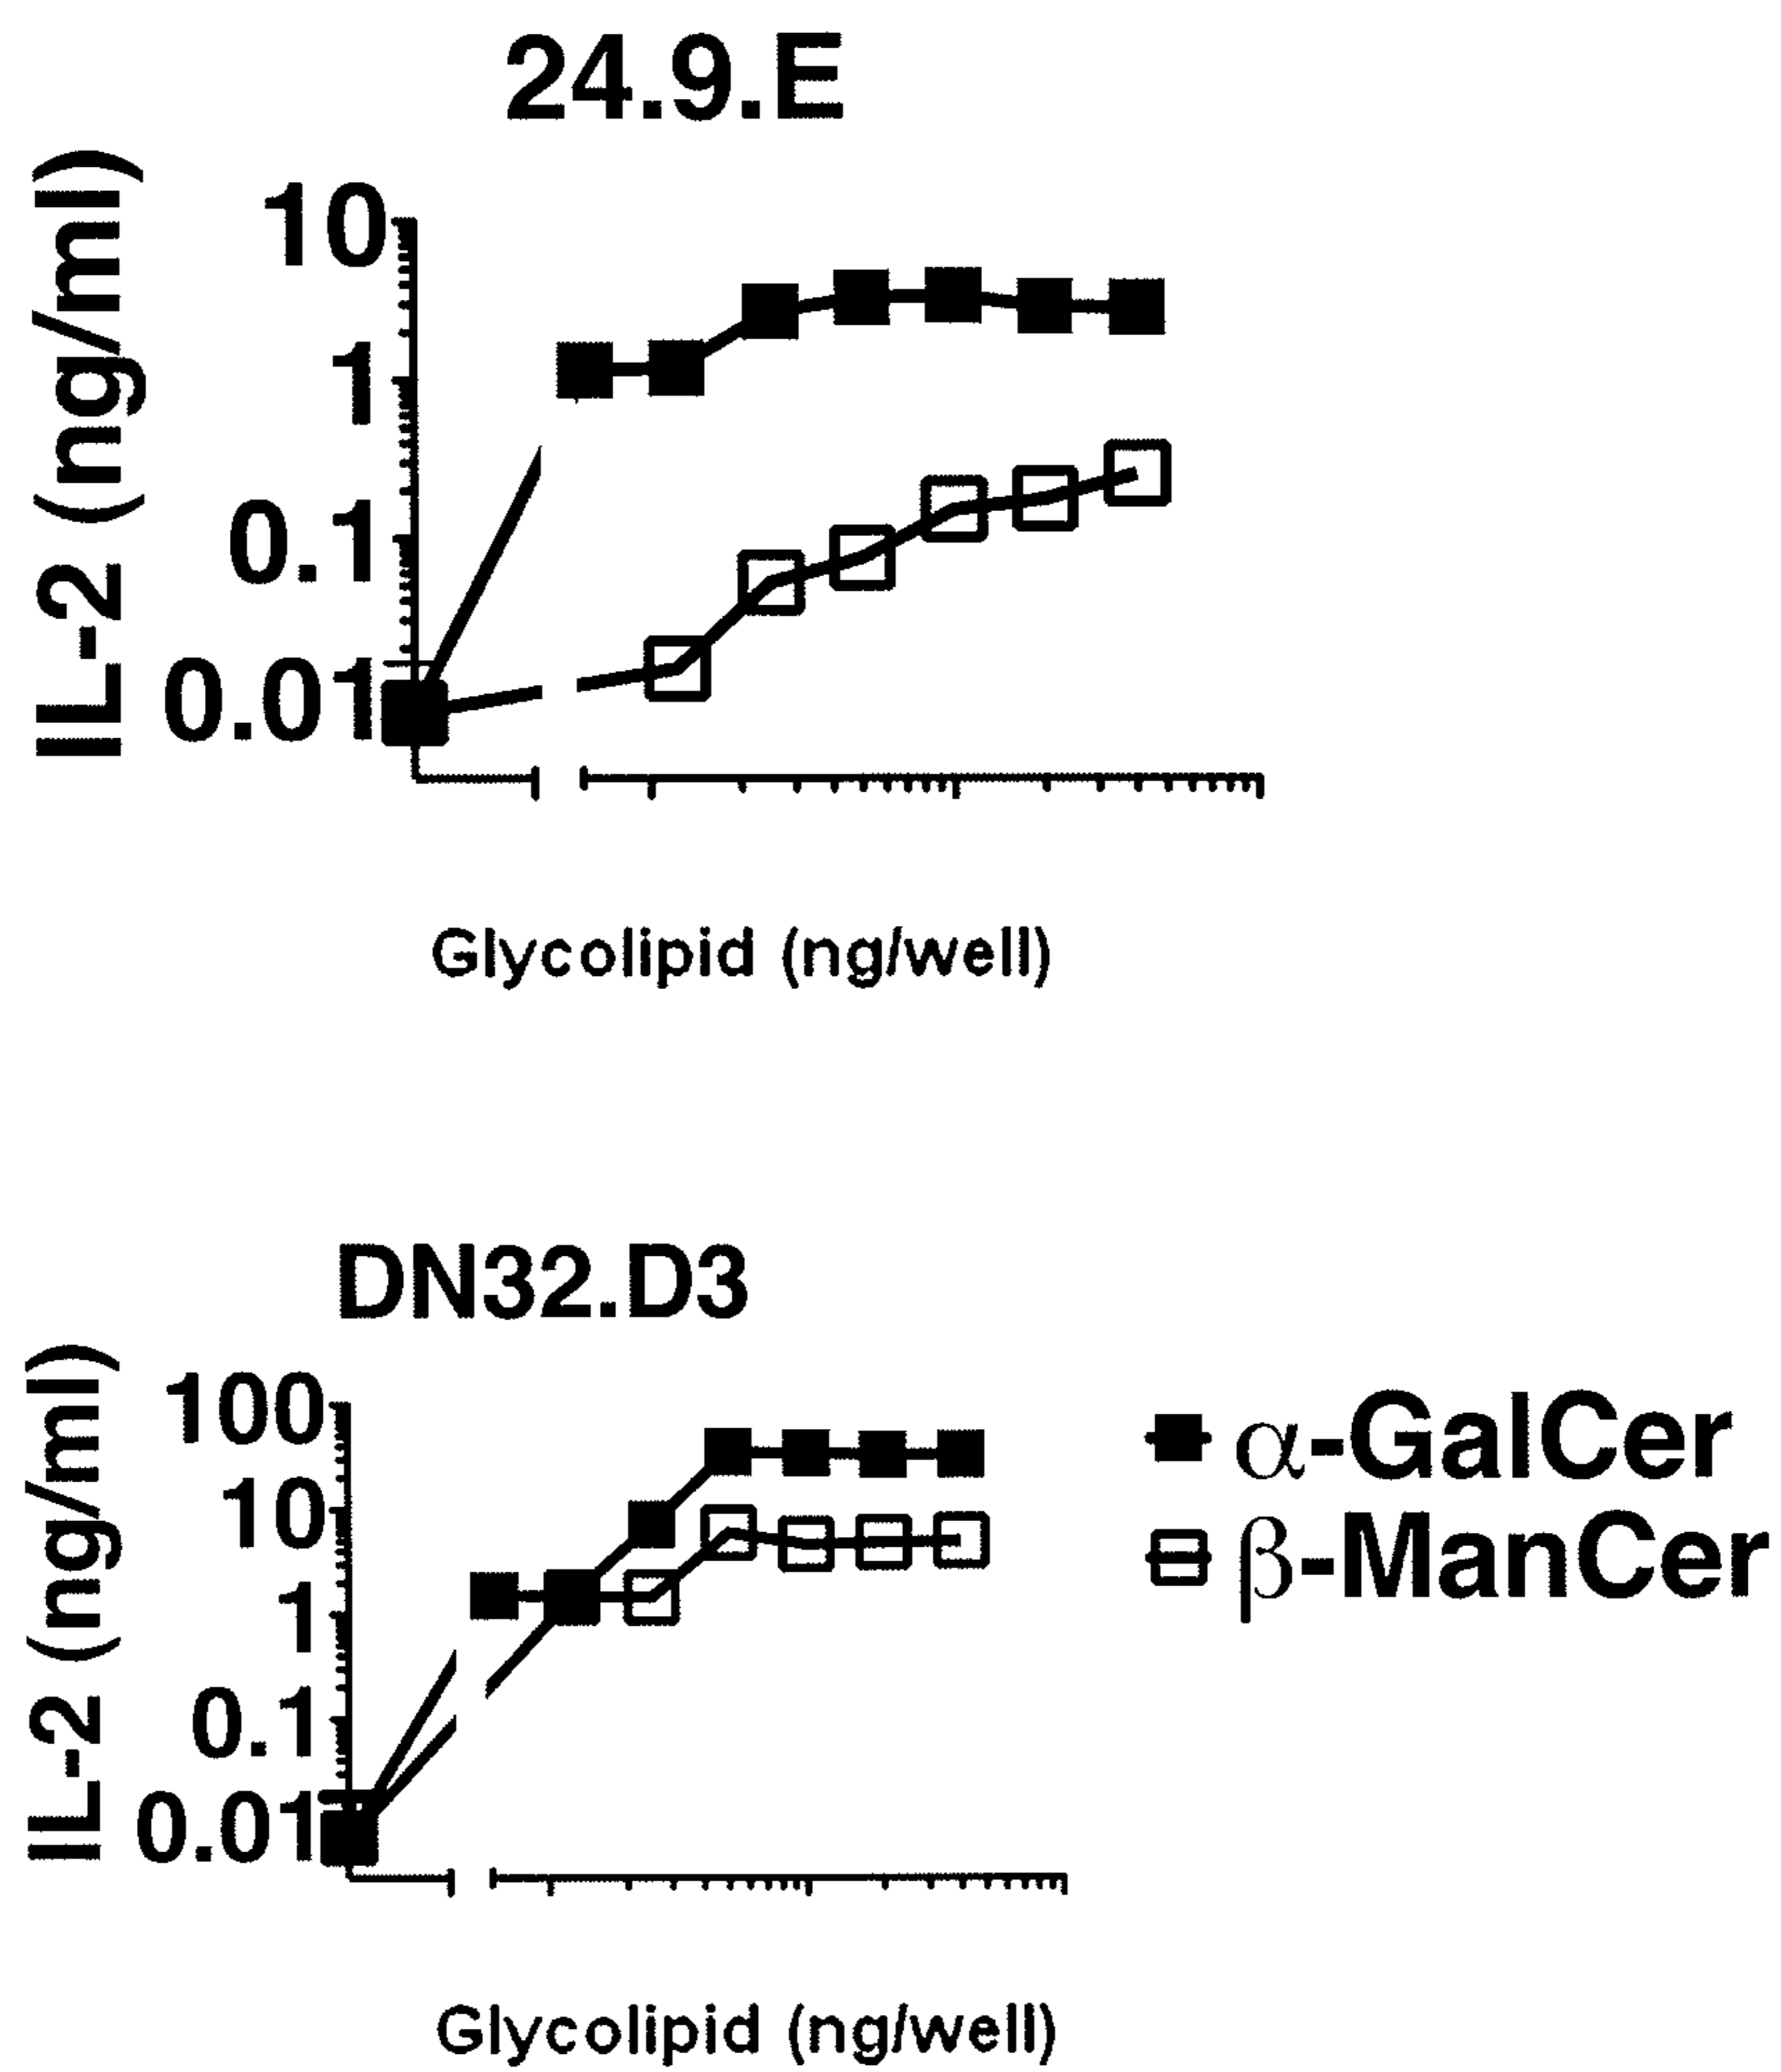 24.9.E
IL-2 (ng/ml)
10
1
0.1
0.01
Glycolipid (ng/well)
DN32.D3
IL-2 (ng/ml)
100
10
1
0.1
0.01
α-GalCer
β-ManCer
Glycolipid (ng/well)